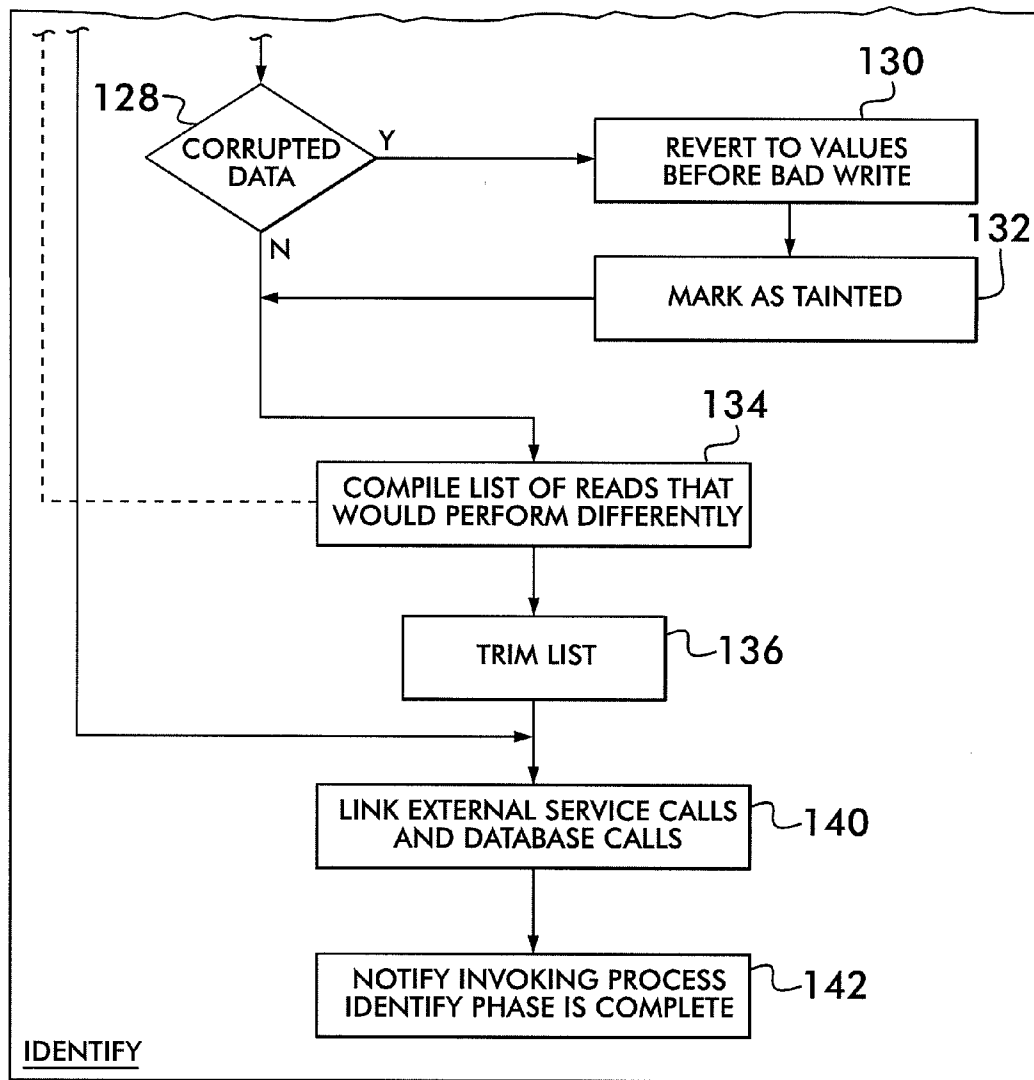 128
CORRUPTED
DATA
Y
N
130
REVERT TO VALUES
BEFORE BAD WRITE
132
MARK AS TAINTED
134
COMPILE LIST OF READS THAT
WOULD PERFORM DIFFERENTLY
TRIM LIST
136
LINK EXTERNAL SERVICE CALLS
AND DATABASE CALLS
140
NOTIFY INVOKING PROCESS
IDENTIFY PHASE IS COMPLETE
142
IDENTIFY